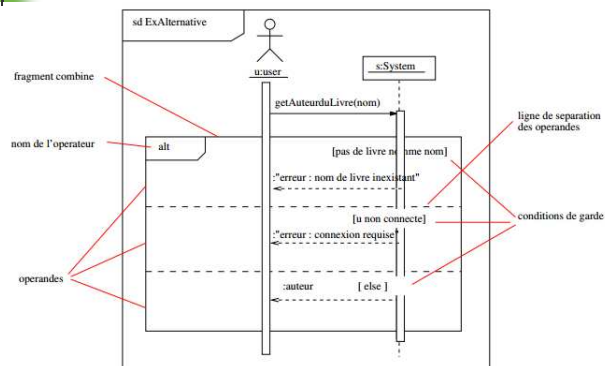 sd ExAlternative
u:user
s:System
fragment combine
getAuteurduLivre(nom)
ligne de separation
des operandes
nom de l'operateur
alt
[pas de livre nomme nom]
:"erreur : nom de livre inexistant"
[u non connecte]
conditions de garde
:"erreur : connexion requise"
operandes
:auteur
[ else ]